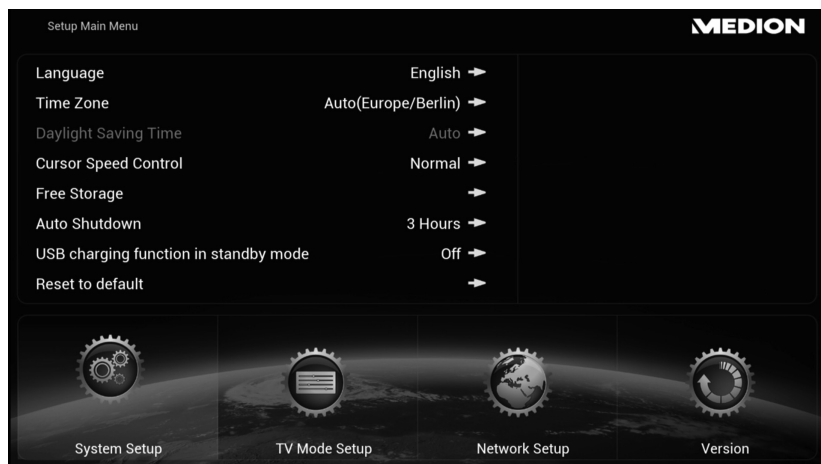 Setup Main Menu
MEDION
Language English
Time Zone Auto(Europe/Berlin)
Daylight Saving Time Auto
Cursor Speed Control Normal
Free Storage
Auto Shutdown 3 Hours
USB charging function in standby mode Off
Reset to default
System Setup TV Mode Setup Network Setup Version